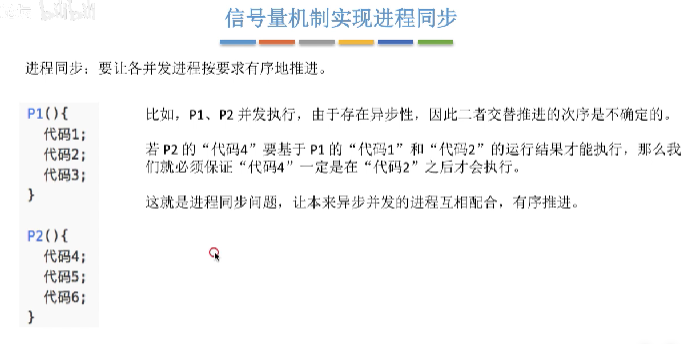 信号量机制实现进程同步
进程同步：要让各并发进程按要求有序地推进。
P1(){
代码1;
代码2;
代码3;
}
P2(){
代码4;
代码5;
代码6;
}
比如，P1、P2 并发执行，由于存在异步性，因此二者交替推进的次序是不确定的。
若 P2 的“代码4”要基于 P1 的“代码1”和“代码2”的运行结果才能执行，那么我
们就必须保证“代码4”一定是在“代码2”之后才会执行。
这就是进程同步问题，让本来异步并发的进程互相配合，有序推进。